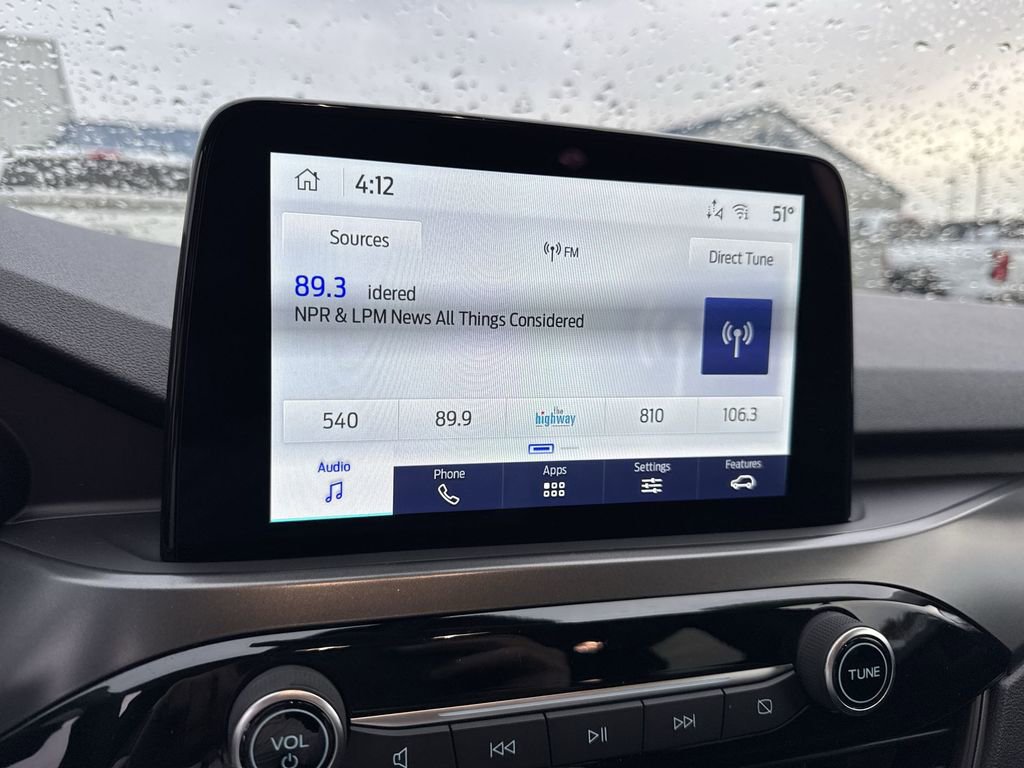 4:12
51°
Sources
FM
Direct Tune
89.3 idered
NPR & LPM News All Things Considered
540 89.9 the highway 810 106.3
Audio Phone Apps Settings Features
TUNE
VOL